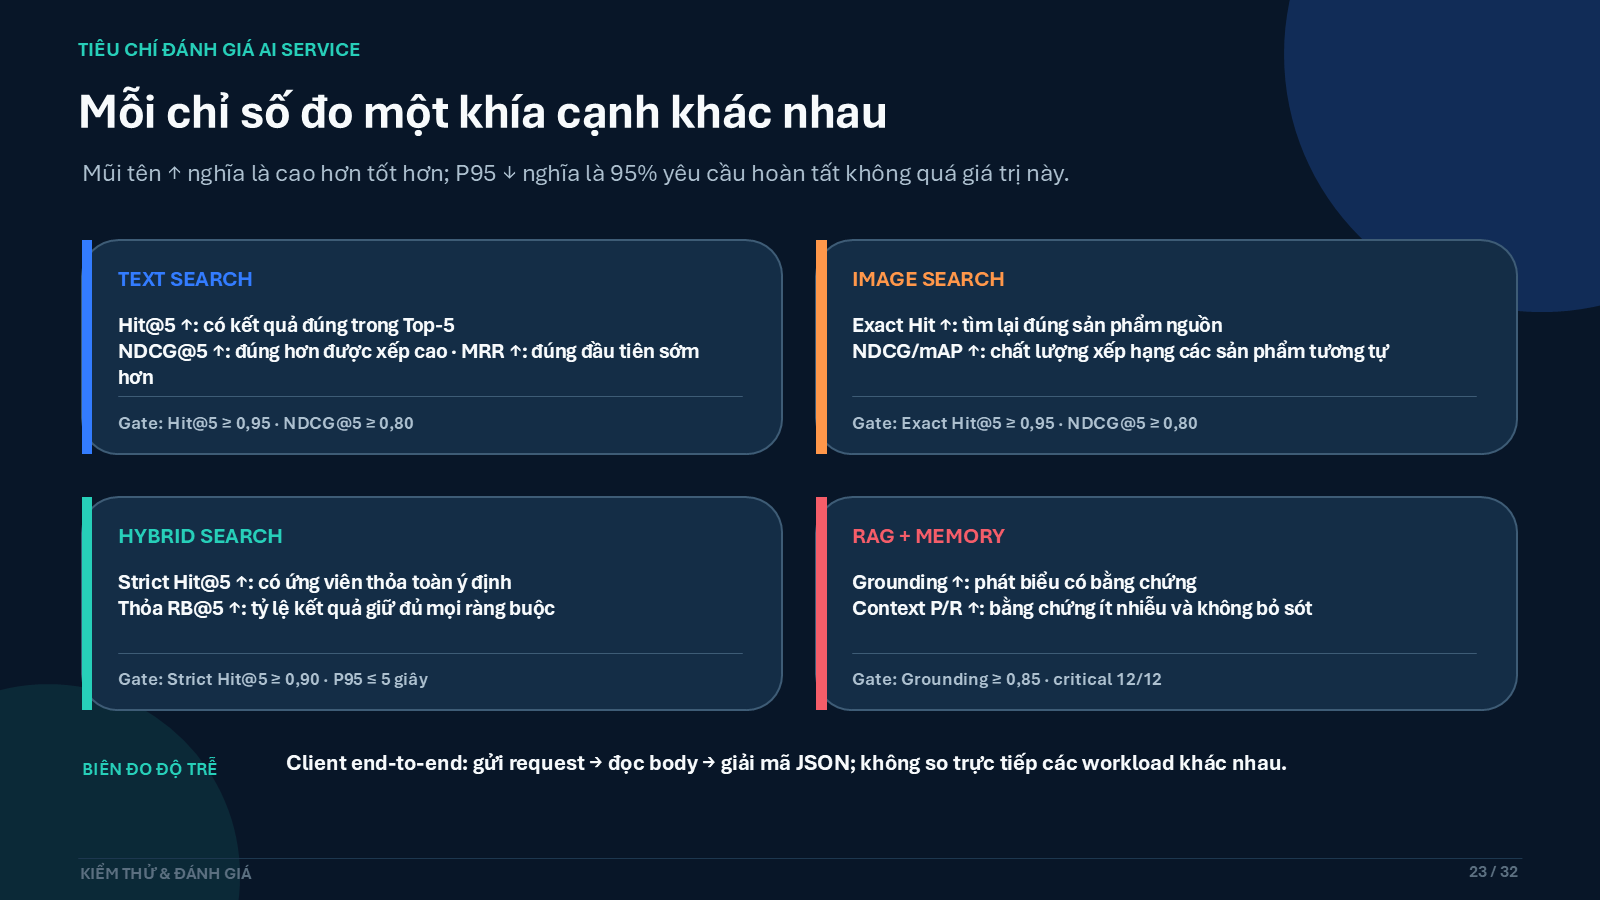 TIÊU CHÍ ĐÁNH GIÁ AI SERVICE
Mỗi chỉ số đo một khía cạnh khác nhau
Mũi tên ↑ nghĩa là cao hơn tốt hơn; P95 ↓ nghĩa là 95% yêu cầu hoàn tất không quá giá trị này.
TEXT SEARCH
Hit@5 ↑: có kết quả đúng trong Top-5
NDCG@5 ↑: đúng hơn được xếp cao · MRR ↑: đúng đầu tiên sớm
hơn
Gate: Hit@5 ≥ 0,95 · NDCG@5 ≥ 0,80
IMAGE SEARCH
Exact Hit ↑: tìm lại đúng sản phẩm nguồn
NDCG/mAP ↑: chất lượng xếp hạng các sản phẩm tương tự
Gate: Exact Hit@5 ≥ 0,95 · NDCG@5 ≥ 0,80
HYBRID SEARCH
Strict Hit@5 ↑: có ứng viên thỏa toàn ý định
Thỏa RB@5 ↑: tỷ lệ kết quả giữ đủ mọi ràng buộc
Gate: Strict Hit@5 ≥ 0,90 · P95 ≤ 5 giây
RAG + MEMORY
Grounding ↑: phát biểu có bằng chứng
Context P/R ↑: bằng chứng ít nhiễu và không bỏ sót
Gate: Grounding ≥ 0,85 · critical 12/12
BIÊN ĐO ĐỘ TRỄ
Client end-to-end: gửi request → đọc body → giải mã JSON; không so trực tiếp các workload khác nhau.
KIỂM THỬ & ĐÁNH GIÁ
23 / 32